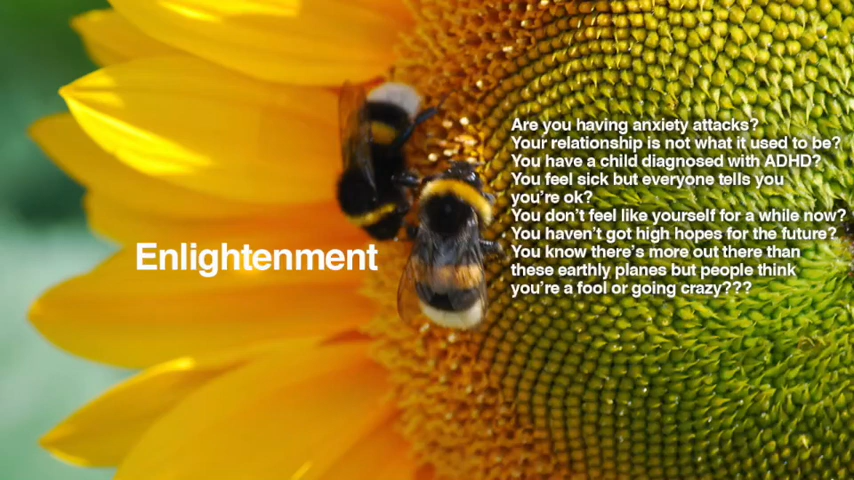 Enlightenment
Are you having anxiety attacks?
Your relationship is not what it used to be?
You have a child diagnosed with ADHD?
You feel sick but everyone tells you
you're ok?
You don't feel like yourself for a while now?
You haven't got high hopes for the future?
You know there's more out there than
these earthly planes but people think
you're a fool or going crazy???